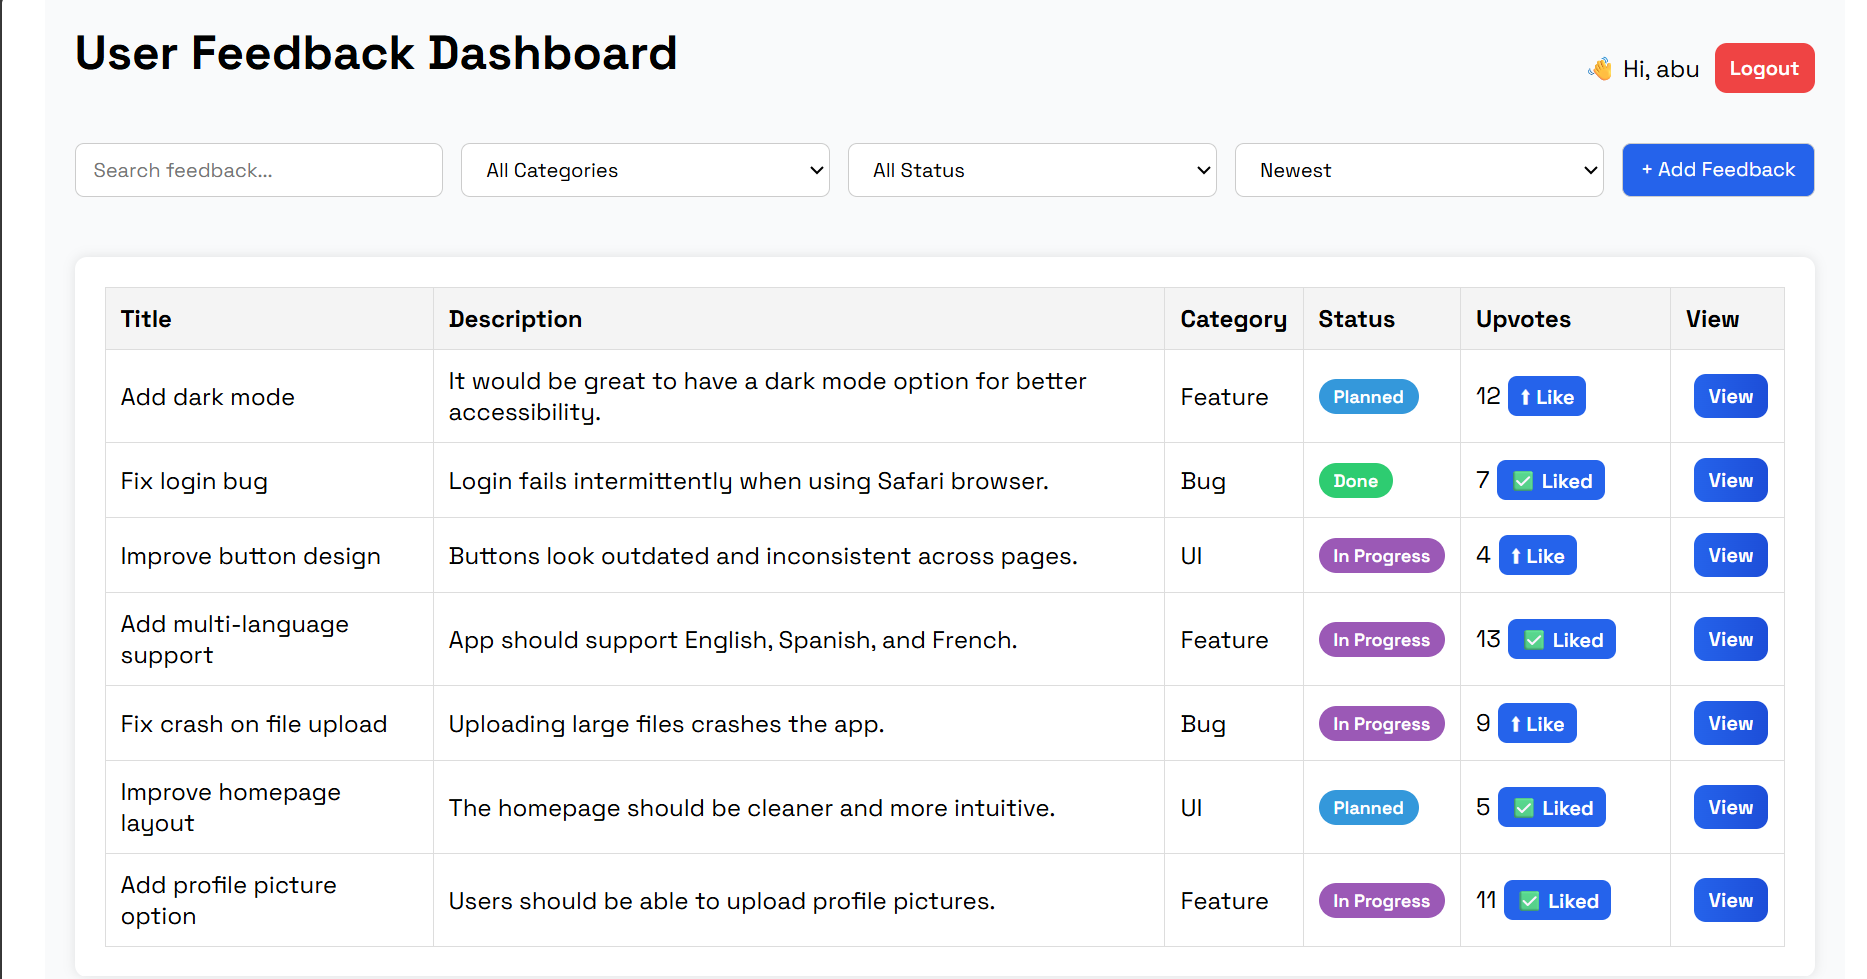 User Feedback Dashboard
👋 Hi, abu Logout
Search feedback... All Categories All Status Newest + Add Feedback
Title Description Category Status Upvotes View
Add dark mode It would be great to have a dark mode option for better
accessibility. Feature Planned 12 ⬆ Like View
Fix login bug Login fails intermittently when using Safari browser. Bug Done 7 ✅ Liked View
Improve button design Buttons look outdated and inconsistent across pages. UI In Progress 4 ⬆ Like View
Add multi-language
support App should support English, Spanish, and French. Feature In Progress 13 ✅ Liked View
Fix crash on file upload Uploading large files crashes the app. Bug In Progress 9 ⬆ Like View
Improve homepage
layout The homepage should be cleaner and more intuitive. UI Planned 5 ✅ Liked View
Add profile picture
option Users should be able to upload profile pictures. Feature In Progress 11 ✅ Liked View